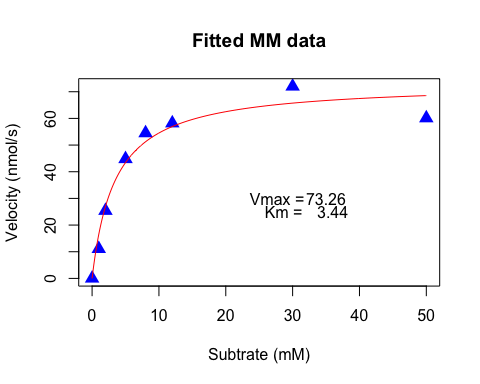 Fitted MM data
Velocity (nmol/s)
60
40
20
0
Vmax = 73.26
Km = 3.44
0 10 20 30 40 50
Subtrate (mM)